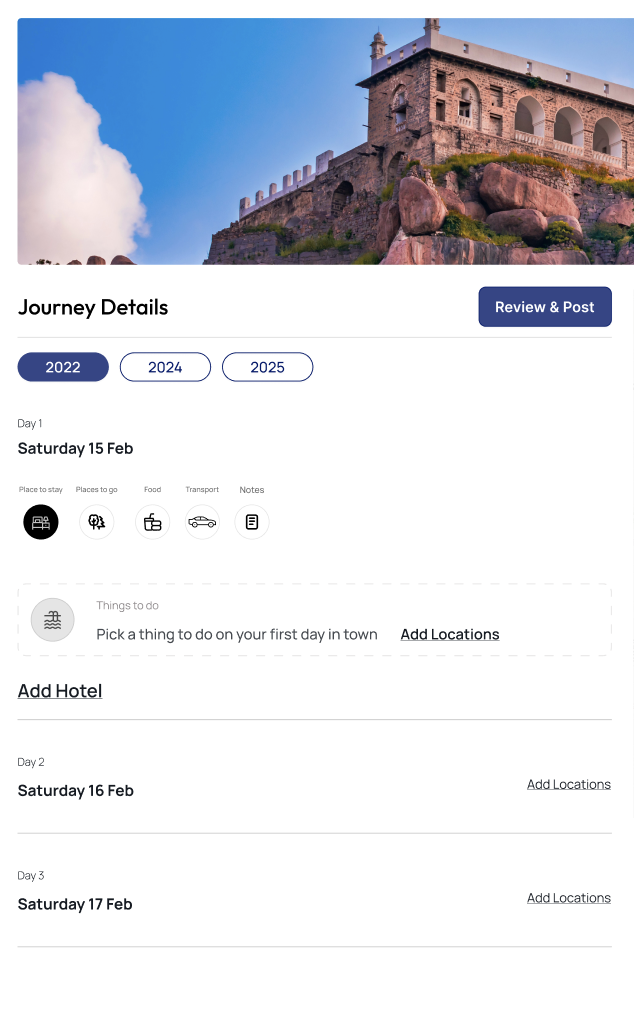 Journey Details
Review & Post
2022 2024 2025
Day 1
Saturday 15 Feb
Place to stay Places to go Food Transport Notes
Things to do
Pick a thing to do on your first day in town Add Locations
Add Hotel
Day 2
Saturday 16 Feb
Add Locations
Day 3
Saturday 17 Feb
Add Locations